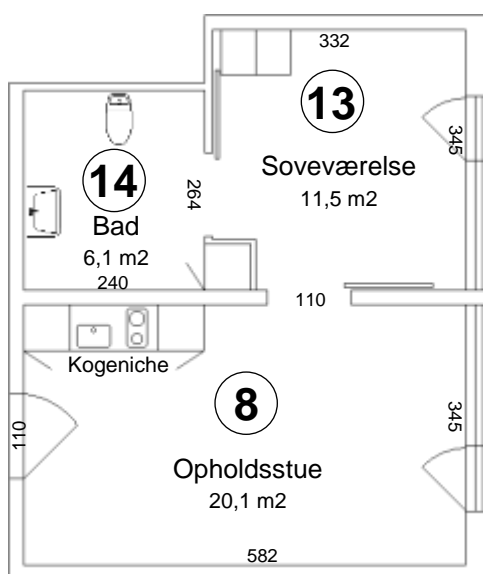 332
13
345
Soveværelse
11,5 m2
14
264
Bad
6,1 m2
240
110
Kogeniche
8
110
345
Opholdsstue
20,1 m2
582